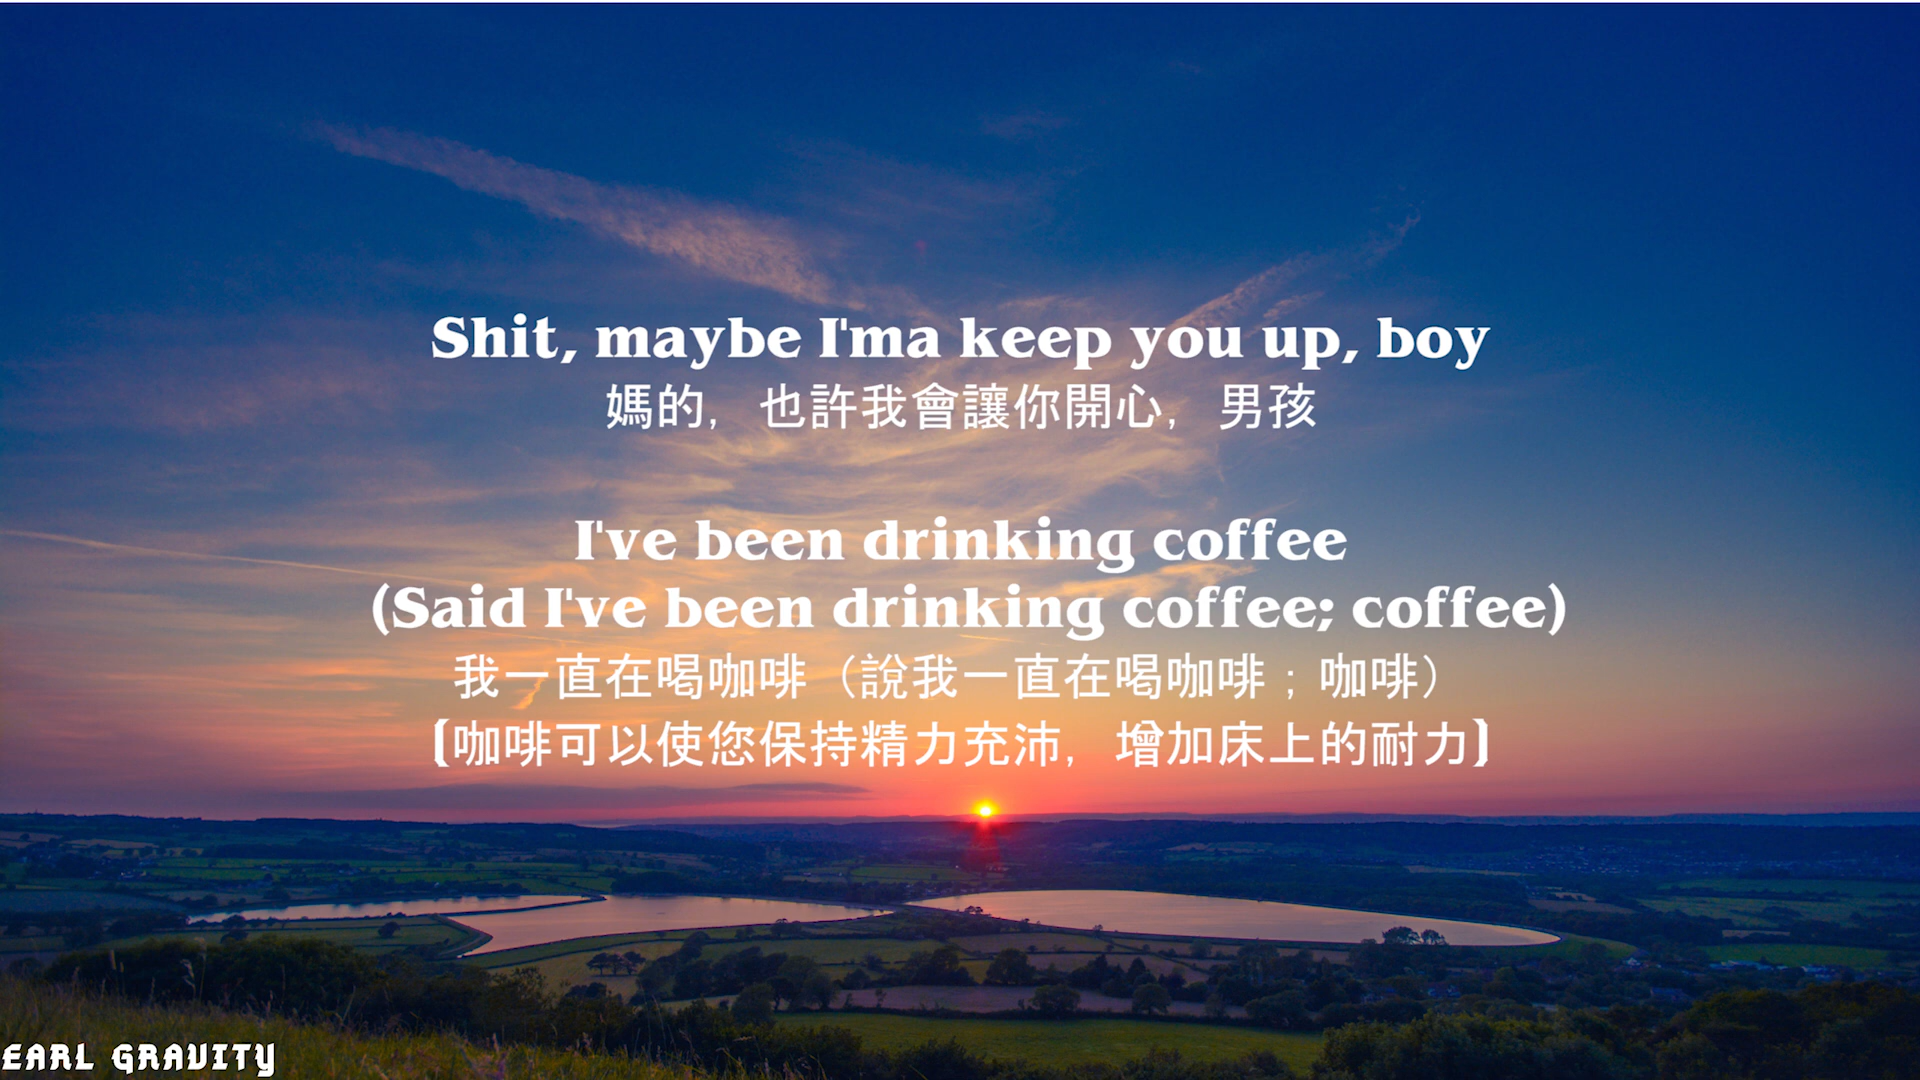 Shit, maybe I'ma keep you up, boy
媽的，也許我會讓你開心，男孩
I've been drinking coffee
(Said I've been drinking coffee; coffee)
我一直在喝咖啡（說我一直在喝咖啡；咖啡）
[咖啡可以使您保持精力充沛，增加床上的耐力]
EARL GRAVITY